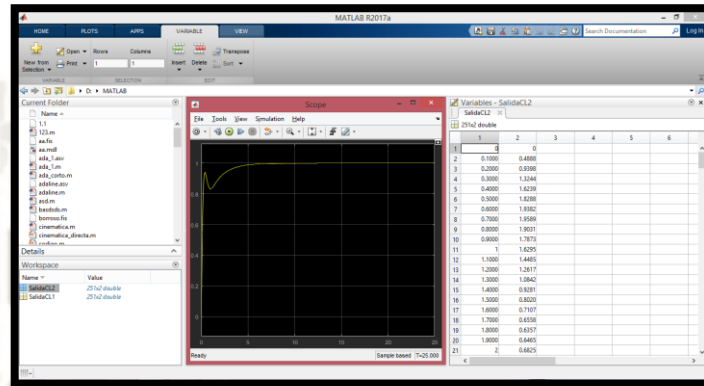 MATLAB R2017a
HOME PLOTS APPS VARIABLE VIEW
Search Documentation Log In
New from Selection
Open Rows Columns
Print 1 1
Insert Delete
Transpose
Sort
VARIABLE SELECTION EDIT
D: MATLAB
Current Folder
Name
1.1
123.m
aa.fis
aa.mdl
ada_1.asv
ada_1.m
ada_corto.m
adaline.asv
adaline.m
asd.m
basdsds.m
borroso.fis
cinematica.m
cinematica_directa.m
codigo.m
Details
Workspace
Name Value
SalidaCL2 251x2 double
SalidaCL1 251x2 double
Scope
File Tools View Simulation Help
1
0.8
0.6
0.4
0.2
0
0 5 10 15 20 25
Ready Sample based T=25.000
Variables - SalidaCL2
SalidaCL2
251x2 double
1 2 3 4 5 6
1 0 0
2 0.1000 0.4888
3 0.2000 0.9398
4 0.3000 1.3244
5 0.4000 1.6239
6 0.5000 1.8288
7 0.6000 1.9382
8 0.7000 1.9589
9 0.8000 1.9031
10 0.9000 1.7873
11 1 1.6295
12 1.1000 1.4485
13 1.2000 1.2617
14 1.3000 1.0842
15 1.4000 0.9281
16 1.5000 0.8020
17 1.6000 0.7107
18 1.7000 0.6558
19 1.8000 0.6357
20 1.9000 0.6465
21 2 0.6825